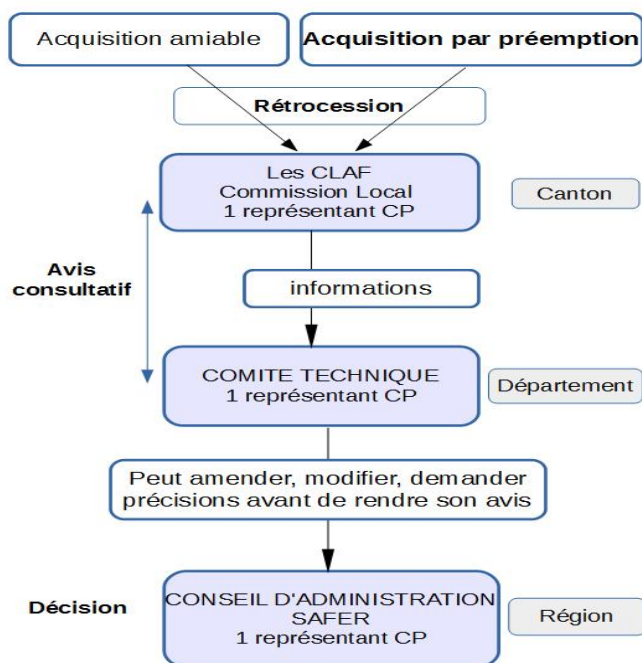 Acquisition amiable
Acquisition par préemption
Rétrocession
Les CLAF
Commission Local
1 représentant CP
Canton
Avis
consultatif
informations
COMITE TECHNIQUE
1 représentant CP
Département
Peut amender, modifier, demander
précisions avant de rendre son avis
Décision
CONSEIL D'ADMINISTRATION
SAFER
1 représentant CP
Région